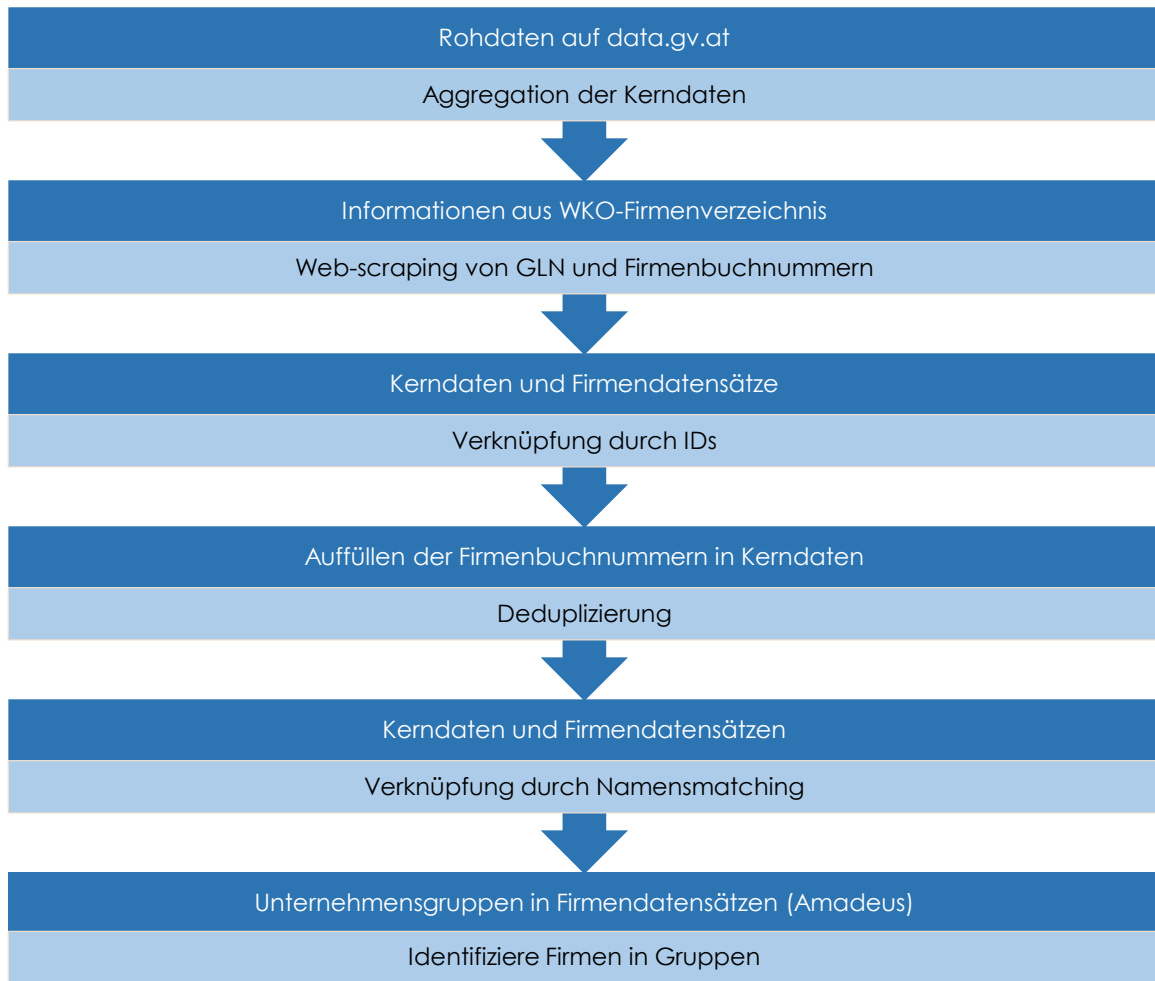 Rohdaten auf data.gv.at
Aggregation der Kerndaten
Informationen aus WKO-Firmenverzeichnis
Web-scraping von GLN und Firmenbuchnummern
Kerndaten und Firmendatensätze
Verknüpfung durch IDs
Auffüllen der Firmenbuchnummern in Kerndaten
Deduplizierung
Kerndaten und Firmendatensätzen
Verknüpfung durch Namensmatching
Unternehmensgruppen in Firmendatensätzen (Amadeus)
Identifiziere Firmen in Gruppen